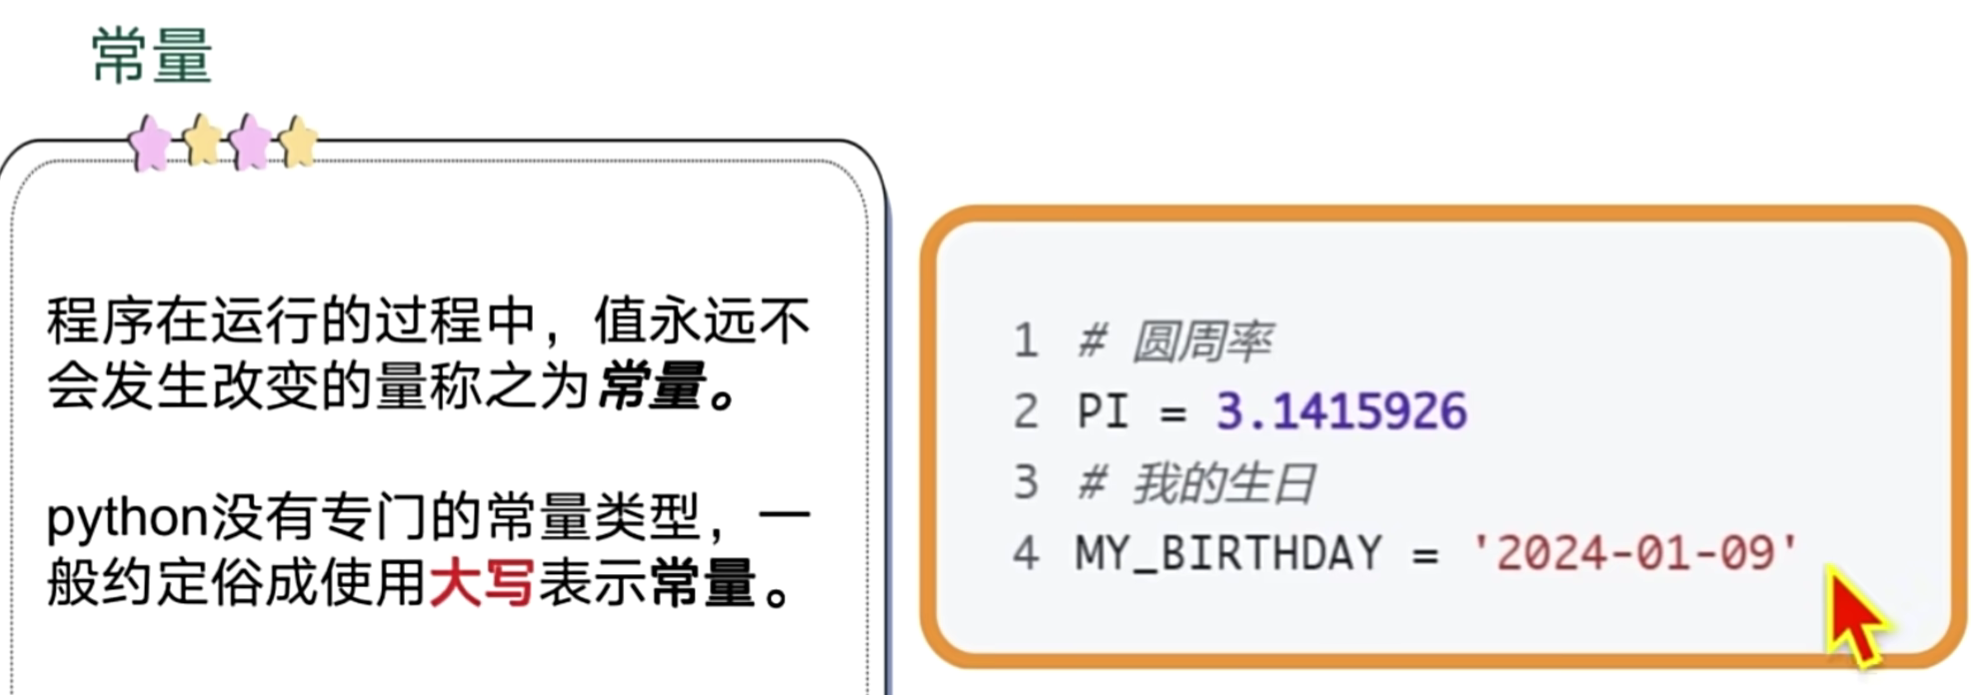 常量
程序在运行的过程中，值永远不
会发生改变的量称之为常量。
python没有专门的常量类型，一
般约定俗成使用大写表示常量。
1 # 圆周率
2 PI = 3.1415926
3 # 我的生日
4 MY_BIRTHDAY = '2024-01-09'